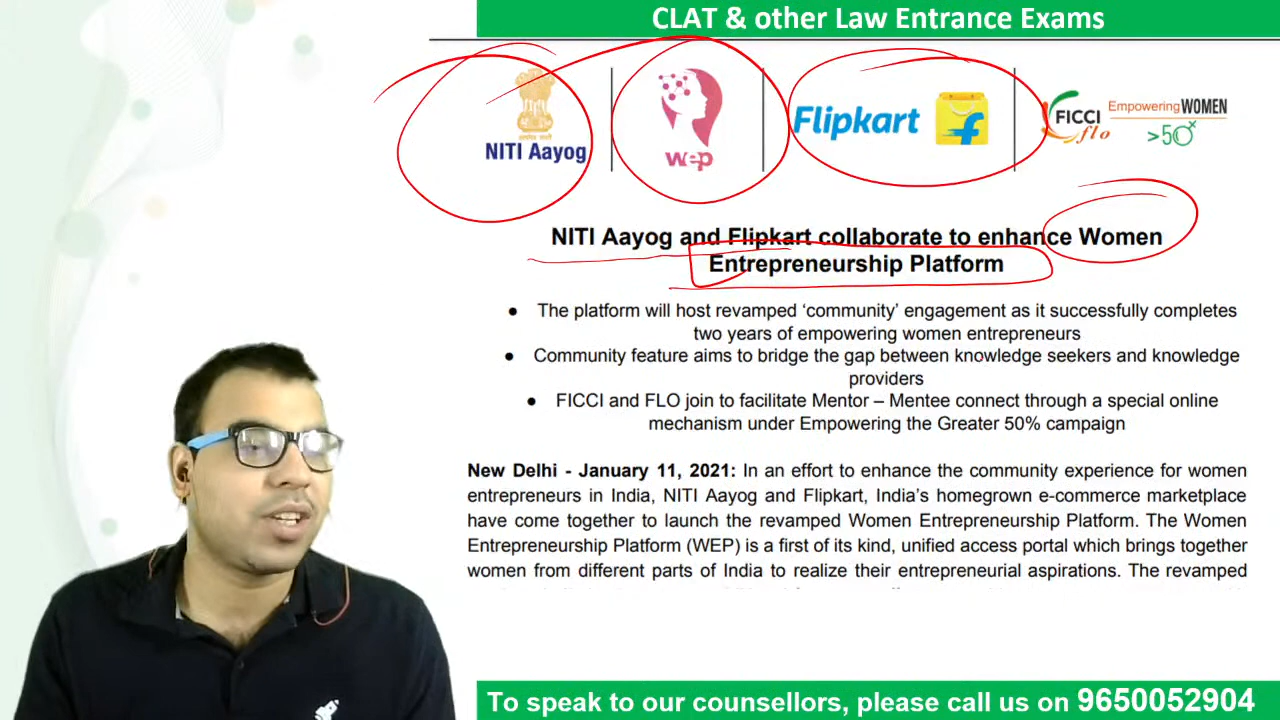 CLAT & other Law Entrance Exams
NITI Aayog
wep
Flipkart
FICCI
flo
Empowering WOMEN
>50
NITI Aayog and Flipkart collaborate to enhance Women
Entrepreneurship Platform
● The platform will host revamped ‘community’ engagement as it successfully completes
two years of empowering women entrepreneurs
● Community feature aims to bridge the gap between knowledge seekers and knowledge
providers
● FICCI and FLO join to facilitate Mentor – Mentee connect through a special online
mechanism under Empowering the Greater 50% campaign
New Delhi - January 11, 2021: In an effort to enhance the community experience for women
entrepreneurs in India, NITI Aayog and Flipkart, India’s homegrown e-commerce marketplace
have come together to launch the revamped Women Entrepreneurship Platform. The Women
Entrepreneurship Platform (WEP) is a first of its kind, unified access portal which brings together
women from different parts of India to realize their entrepreneurial aspirations. The revamped
To speak to our counsellors, please call us on 9650052904